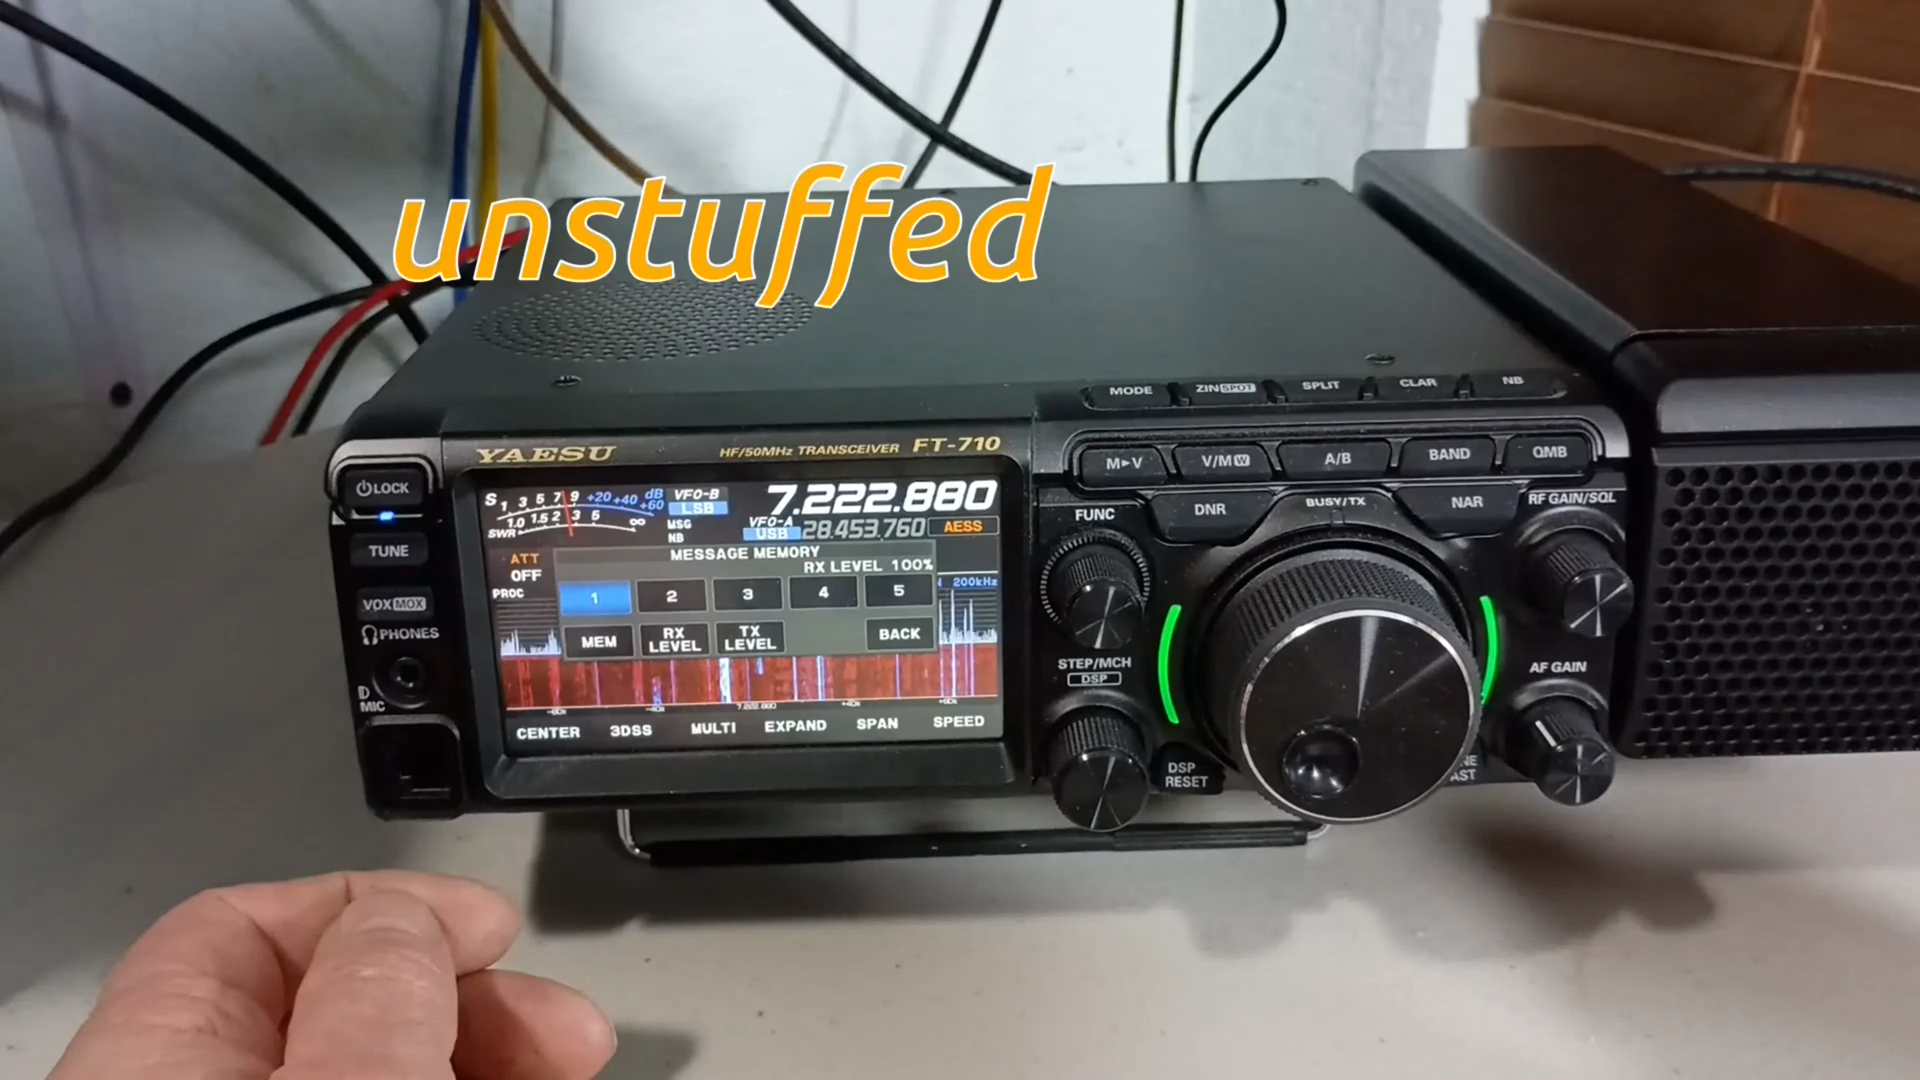 unstuffed
MODE ZIN SPOT SPLIT CLAR NB
YAESU HF/50MHz TRANSCEIVER FT-710
M►V V/M W A/B BAND QMB
LOCK
S 1 3 5 7 9 +20 +40 +60 dB
VFO-B
LSB
7.222.880
SWR 1.0 1.5 2 3 5 ∞
MSG
NB
VFO-A
USB
28.453.760
AESS
FUNC
DNR
BUSY/TX
NAR
RF GAIN/SQL
TUNE
ATT
OFF
PROC
MESSAGE MEMORY
RX LEVEL 100%
1 2 3 4 5
200kHz
VOX MOX
MEM
RX LEVEL
TX LEVEL
BACK
PHONES
STEP/MCH
DSP
AF GAIN
MIC
7.222.880
CENTER 3DSS MULTI EXPAND SPAN SPEED
DSP
RESET